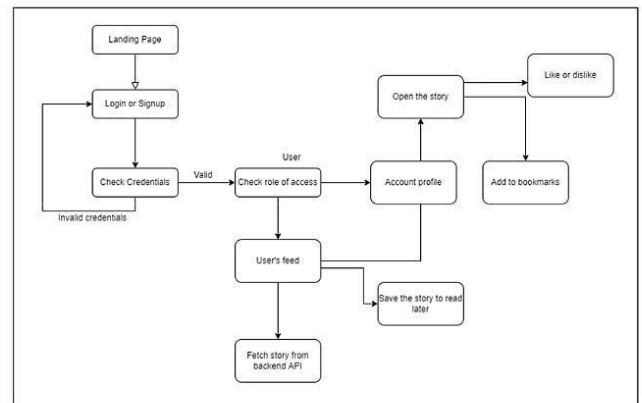 Landing Page
Login or Signup
Check Credentials
Invalid credentials
Valid
User
Check role of access
Account profile
Open the story
Like or dislike
Add to bookmarks
User's feed
Save the story to read
later
Fetch story from
backend API